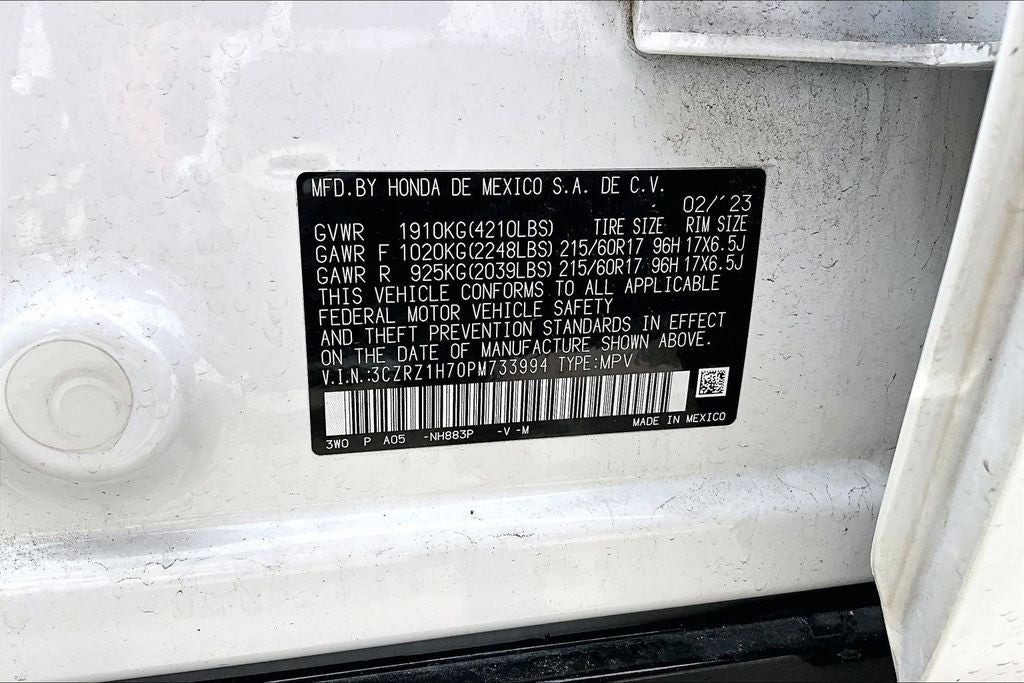 MFD.BY HONDA DE MEXICO S.A. DE C.V.
02/'23
GVWR 1910KG(4210LBS) TIRE SIZE RIM SIZE
GAWR F 1020KG(2248LBS) 215/60R17 96H 17X6.5J
GAWR R 925KG(2039LBS) 215/60R17 96H 17X6.5J
THIS VEHICLE CONFORMS TO ALL APPLICABLE
FEDERAL MOTOR VEHICLE SAFETY
AND THEFT PREVENTION STANDARDS IN EFFECT
ON THE DATE OF MANUFACTURE SHOWN ABOVE.
V.I.N.:3CZRZ1H70PM733994 TYPE:MPV
3W0 P A05 -NH883P -V -M MADE IN MEXICO